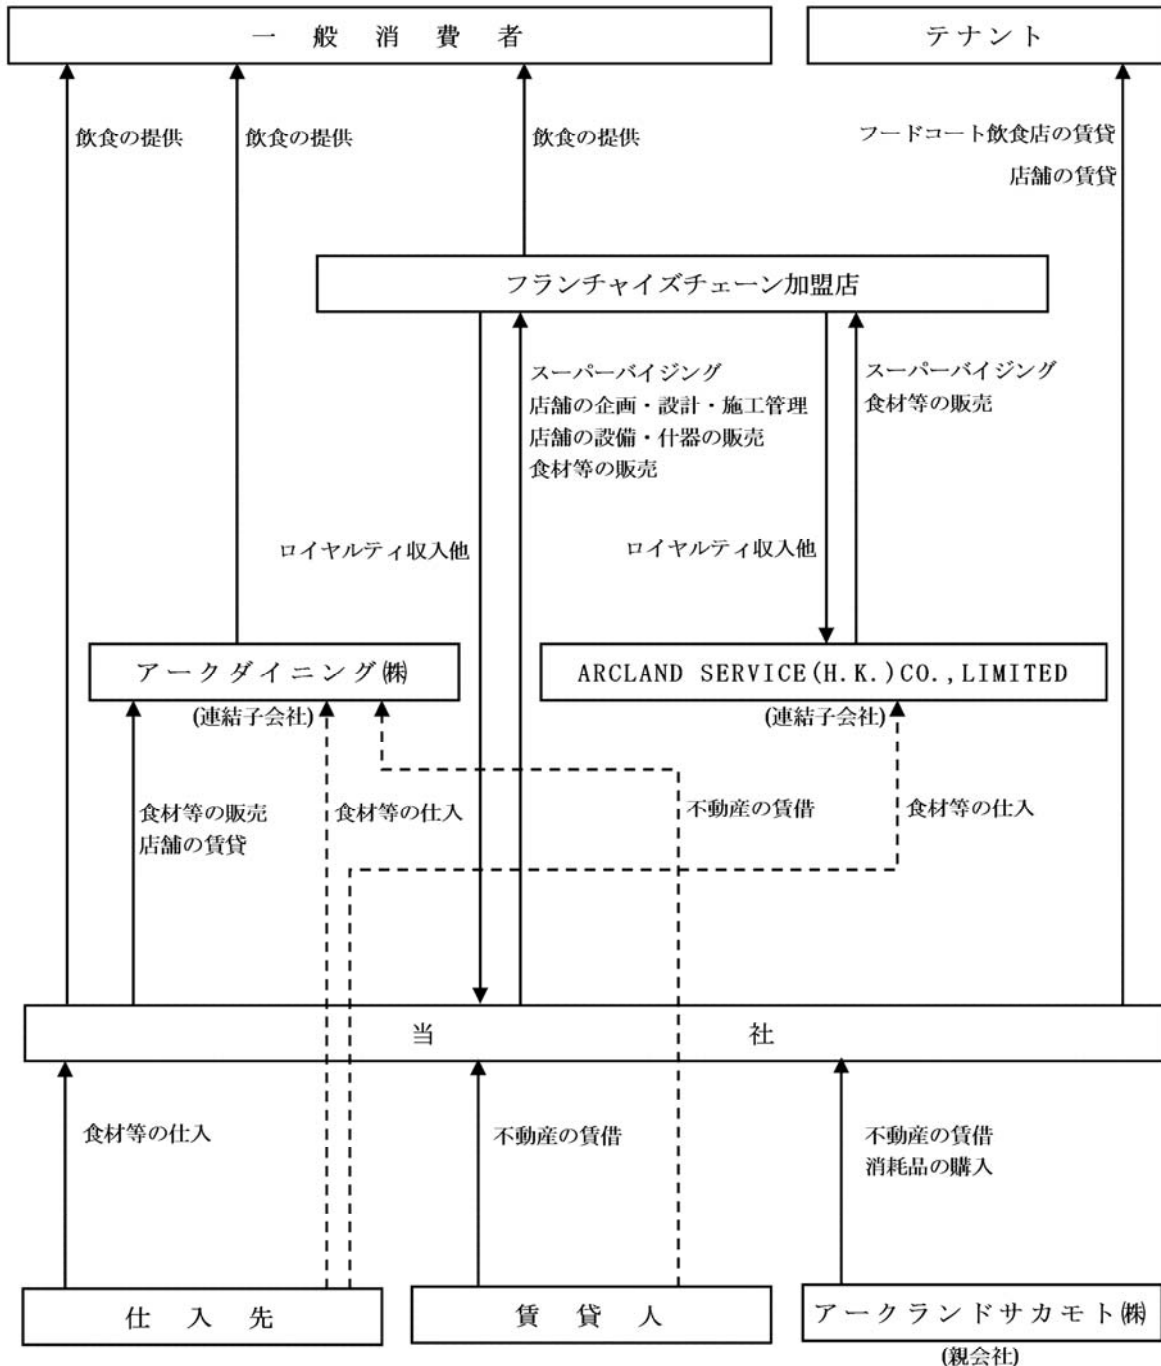 一般消費者
テナント
飲食の提供
飲食の提供
飲食の提供
フードコート飲食店の賃貸
店舗の賃貸
フランチャイズチェーン加盟店
スーパーバイジング
店舗の企画・設計・施工管理
店舗の設備・什器の販売
食材等の販売
スーパーバイジング
食材等の販売
ロイヤルティ収入他
ロイヤルティ収入他
アークダイニング㈱
(連結子会社)
ARCLAND SERVICE(H.K.)CO.,LIMITED
(連結子会社)
食材等の販売
店舗の賃貸
食材等の仕入
不動産の賃借
食材等の仕入
当社
食材等の仕入
不動産の賃借
不動産の賃借
消耗品の購入
仕入先
賃貸人
アークランドサカモト㈱
(親会社)